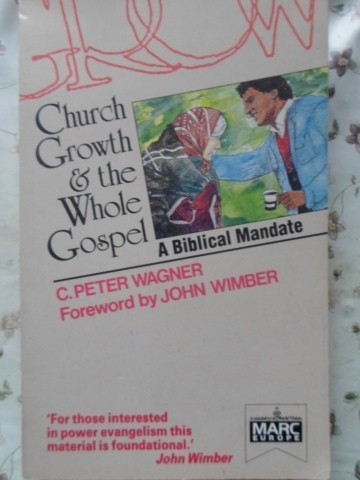 GROW
Church
Growth
& the
Whole
Gospel
A Biblical Mandate
C. PETER WAGNER
Foreword by JOHN WIMBER
'For those interested
in power evangelism this
material is foundational.'
John Wimber
MARC
EUROPE